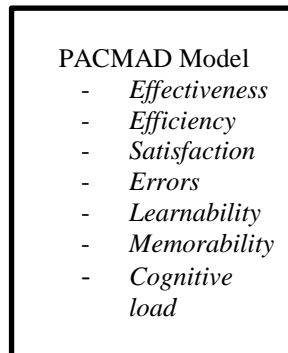 PACMAD Model
- Effectiveness
- Efficiency
- Satisfaction
- Errors
- Learnability
- Memorability
- Cognitive
load